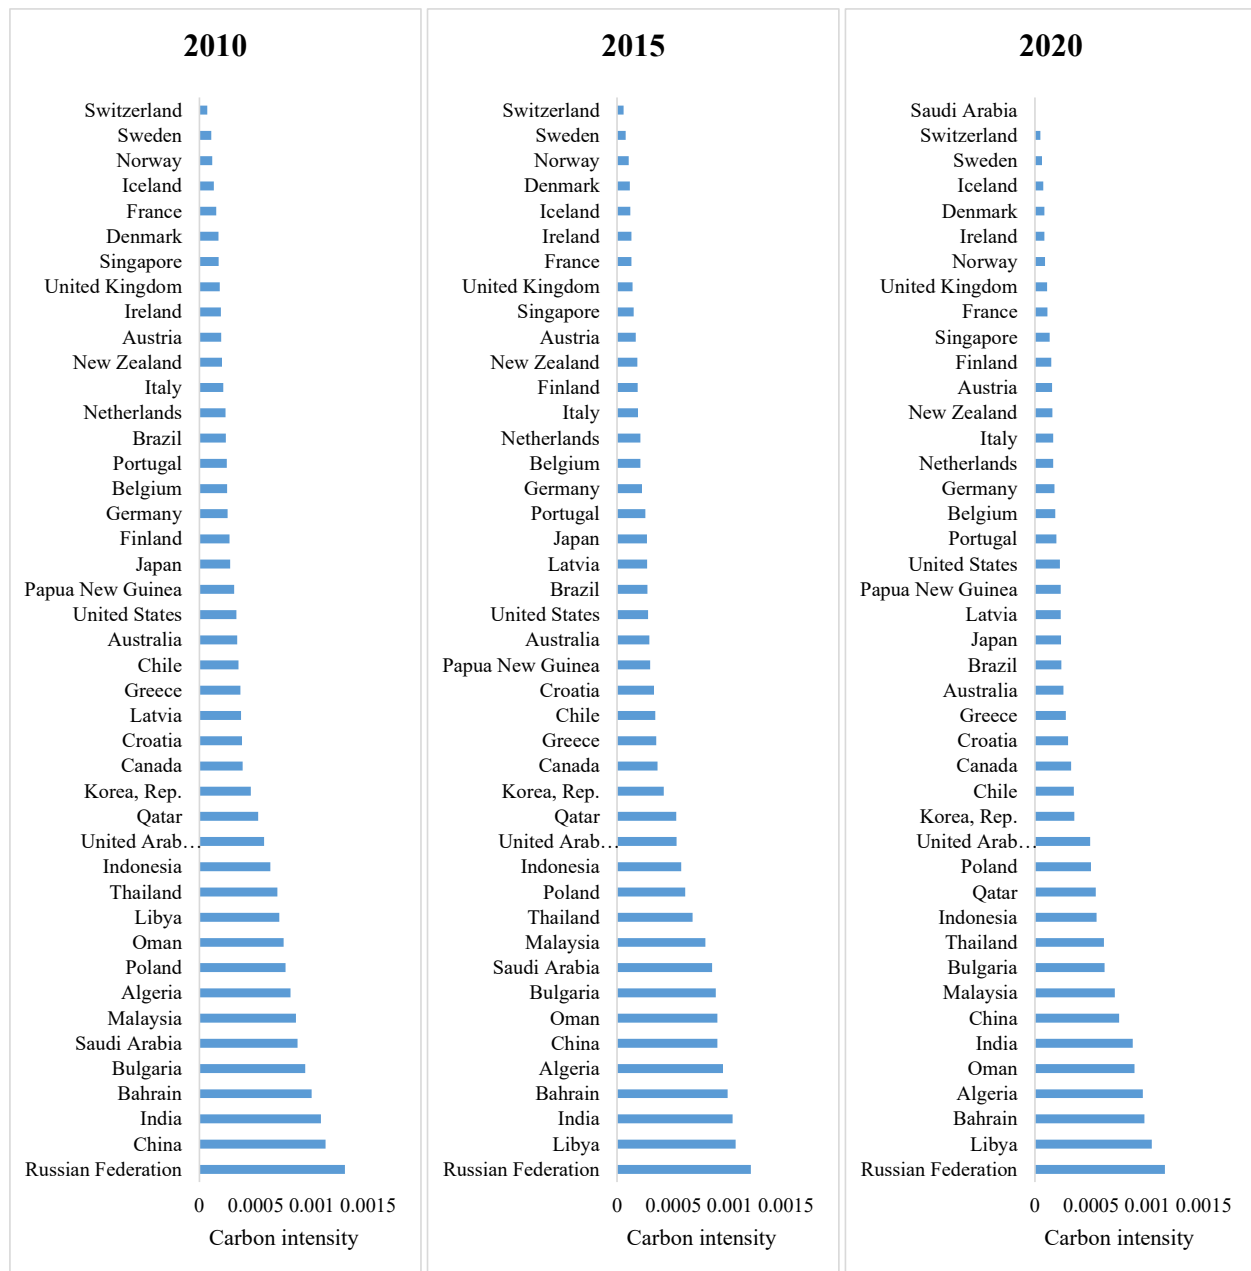 2010
Switzerland
Sweden
Norway
Iceland
France
Denmark
Singapore
United Kingdom
Ireland
Austria
New Zealand
Italy
Netherlands
Brazil
Portugal
Belgium
Germany
Finland
Japan
Papua New Guinea
United States
Australia
Chile
Greece
Latvia
Croatia
Canada
Korea, Rep.
Qatar
United Arab…
Indonesia
Thailand
Libya
Oman
Poland
Algeria
Malaysia
Saudi Arabia
Bulgaria
Bahrain
India
China
Russian Federation
0 0.0005 0.001 0.0015
Carbon intensity
2015
Switzerland
Sweden
Norway
Denmark
Iceland
Ireland
France
United Kingdom
Singapore
Austria
New Zealand
Finland
Italy
Netherlands
Belgium
Germany
Portugal
Japan
Latvia
Brazil
United States
Australia
Papua New Guinea
Croatia
Chile
Greece
Canada
Korea, Rep.
Qatar
United Arab…
Indonesia
Poland
Thailand
Malaysia
Saudi Arabia
Bulgaria
Oman
China
Algeria
Bahrain
India
Libya
Russian Federation
0 0.0005 0.001 0.0015
Carbon intensity
2020
Saudi Arabia
Switzerland
Sweden
Iceland
Denmark
Ireland
Norway
United Kingdom
France
Singapore
Finland
Austria
New Zealand
Italy
Netherlands
Germany
Belgium
Portugal
United States
Papua New Guinea
Latvia
Japan
Brazil
Australia
Greece
Croatia
Canada
Chile
Korea, Rep.
United Arab…
Poland
Qatar
Indonesia
Thailand
Bulgaria
Malaysia
China
India
Oman
Algeria
Bahrain
Libya
Russian Federation
0 0.0005 0.001 0.0015
Carbon intensity